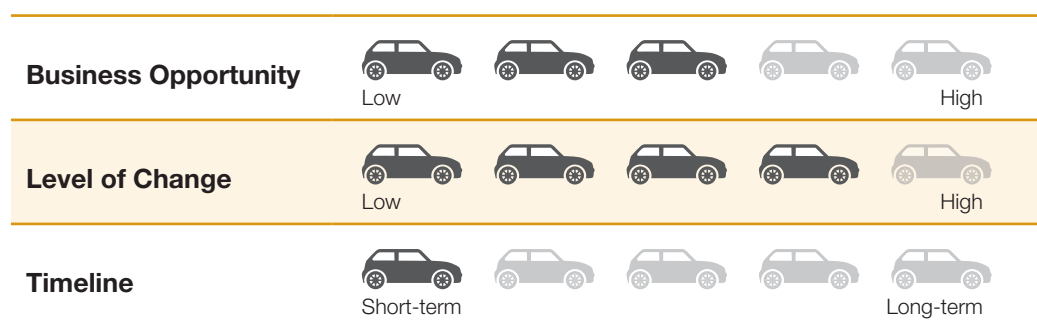 Business Opportunity
Low High
Level of Change
Low High
Timeline
Short-term Long-term